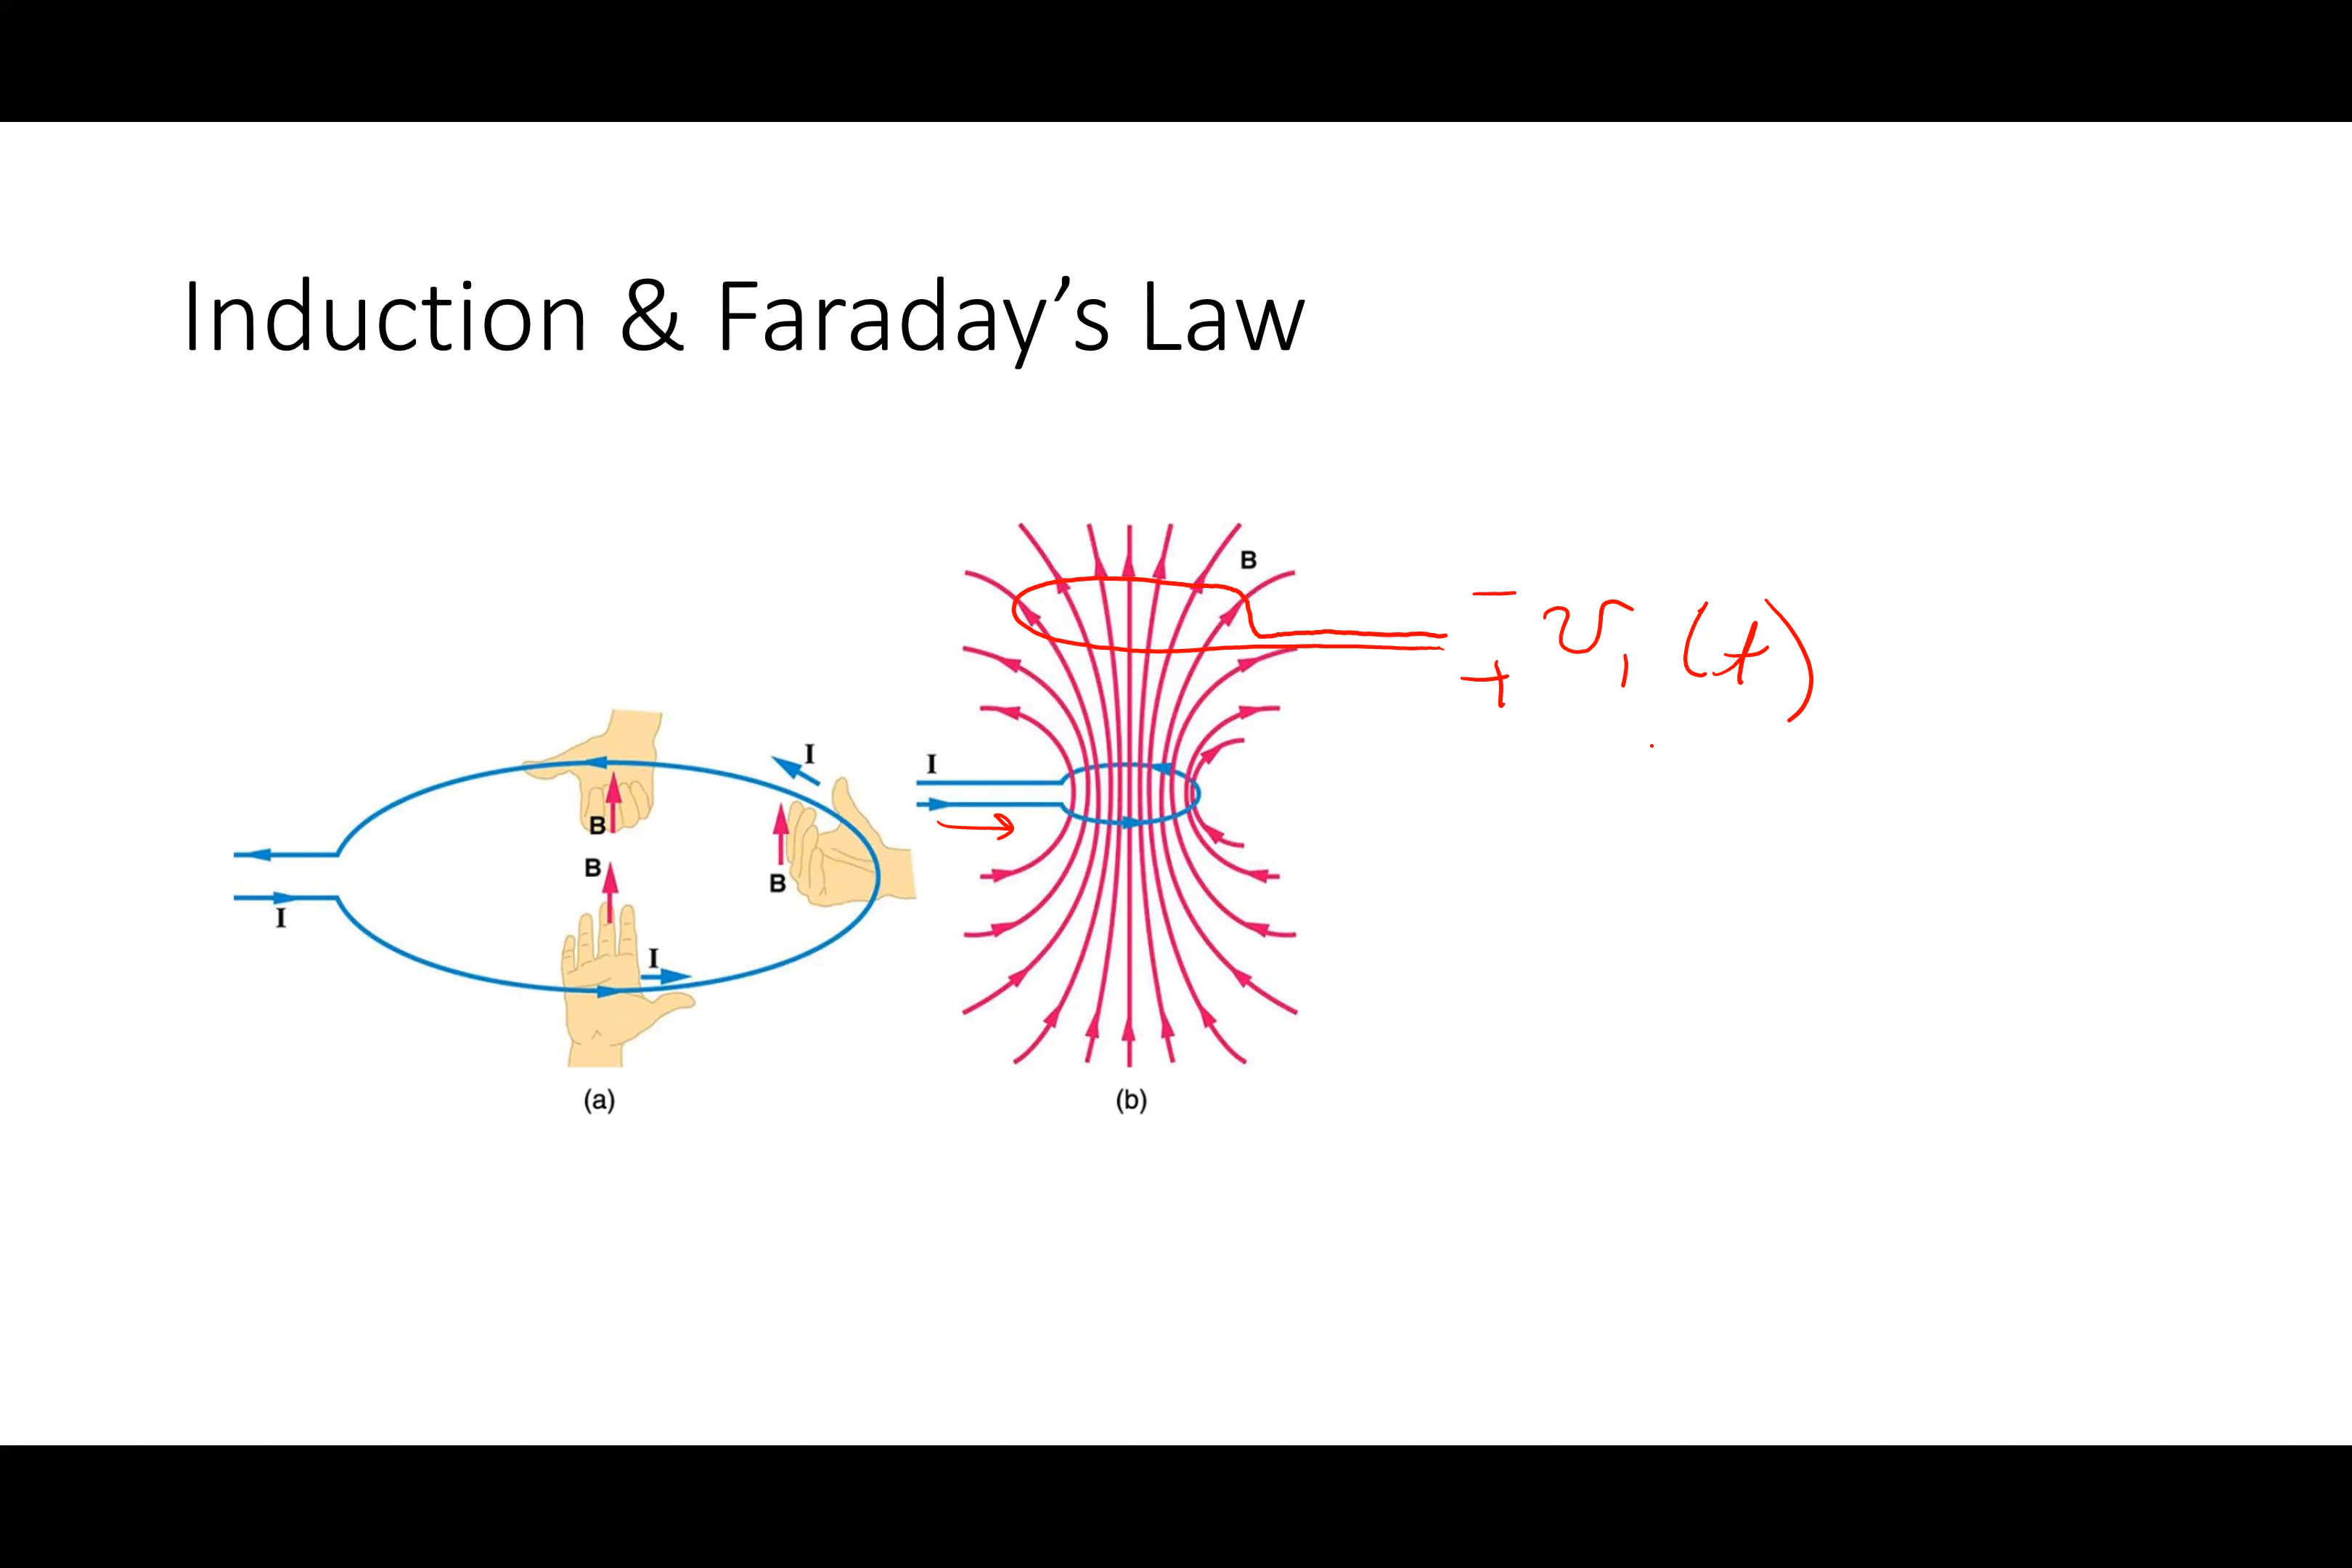 Induction & Faraday's Law
B
− v₁(t)
+
I
I
B
B
B
I
I
(a)
(b)